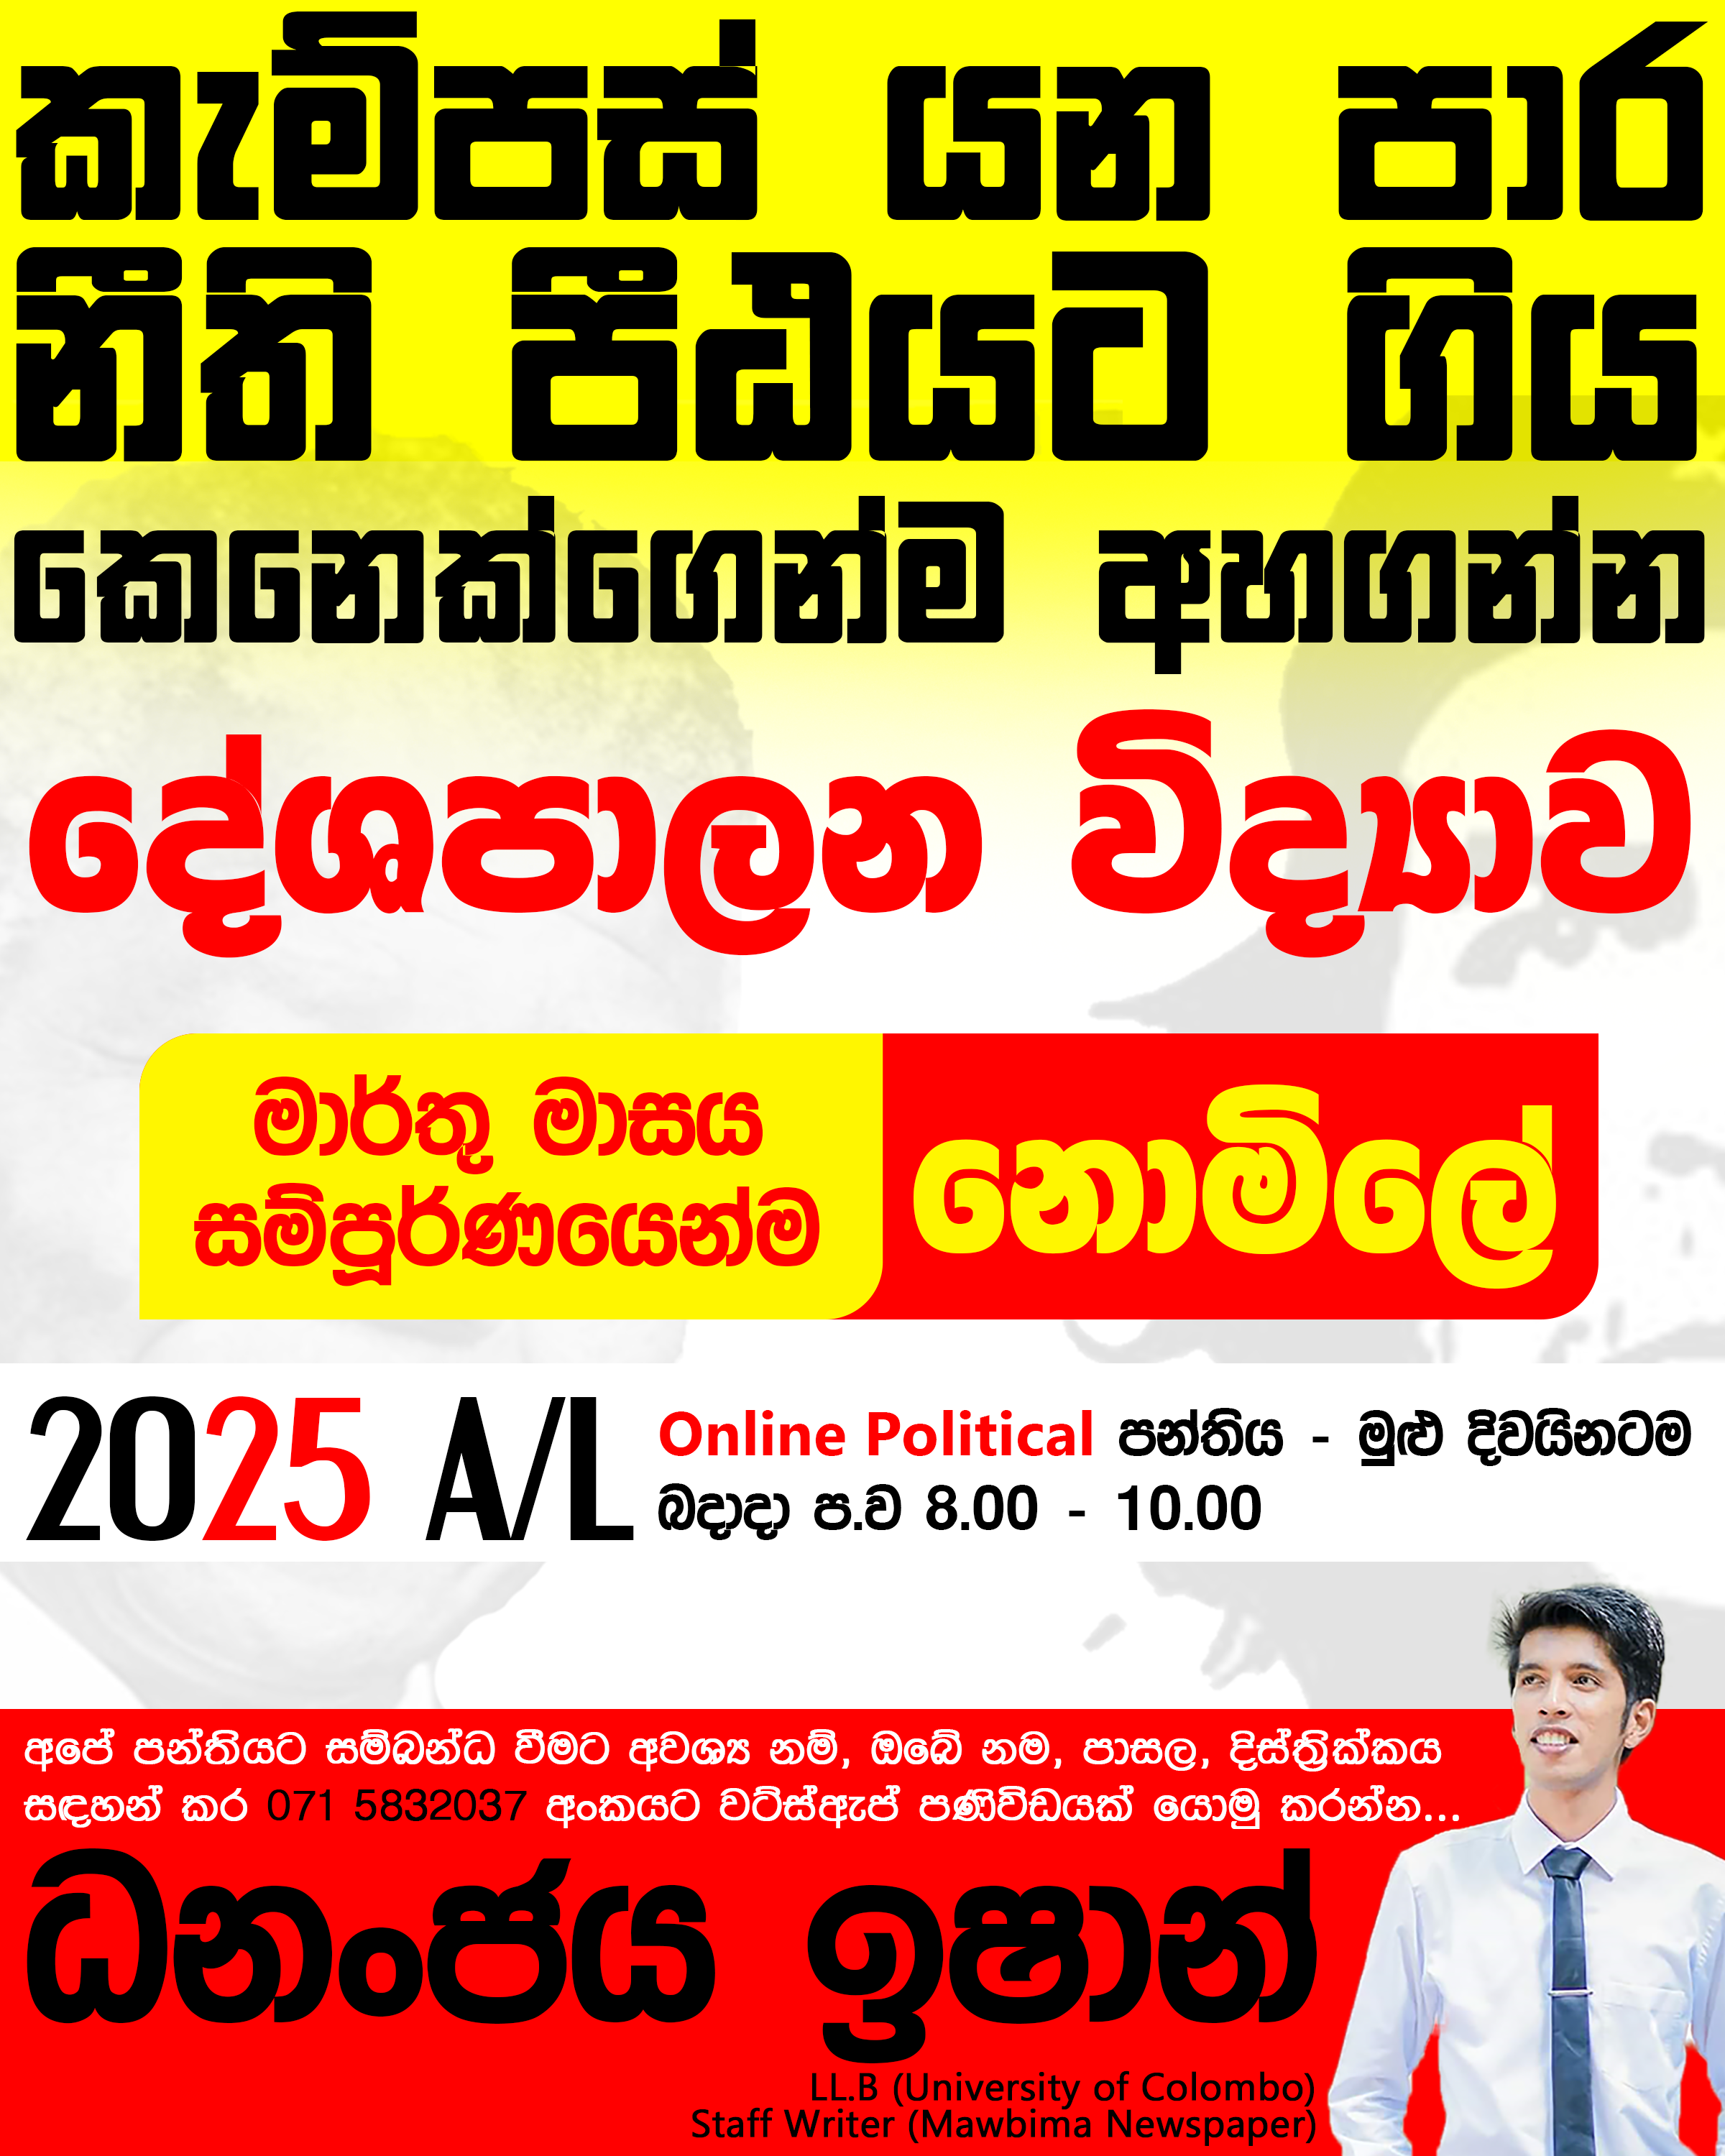 කැම්පස් යන පාර
නීති පීඨයට ගිය
කෙනෙක්ගෙන්ම අහගන්න
දේශපාලන විද්‍යාව
මාර්තු මාසය
සම්පූර්ණයෙන්ම
නොමිලේ
2025 A/L
Online Political පන්තිය - මුළු දිවයිනටම
බදාදා ප.ව 8.00 - 10.00
අපේ පන්තියට සම්බන්ධ වීමට අවශ්‍ය නම්, ඔබේ නම, පාසල, දිස්ත්‍රික්කය
සඳහන් කර 071 5832037 අංකයට වට්ස්ඇප් පණිවිඩයක් යොමු කරන්න...
ධනංජය ඉෂාන්
LL.B (University of Colombo)
Staff Writer (Mawbima Newspaper)